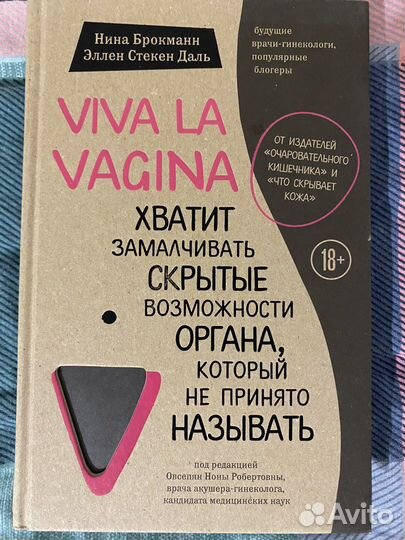 Нина Брокманн
Эллен Стекен Даль
будущие
врачи-гинекологи,
популярные
блогеры
VIVA LA
VAGINA
ОТ ИЗДАТЕЛЕЙ
«ОЧАРОВАТЕЛЬНОГО
КИШЕЧНИКА» И
«ЧТО СКРЫВАЕТ
КОЖА»
18+
ХВАТИТ
ЗАМАЛЧИВАТЬ
СКРЫТЫЕ
ВОЗМОЖНОСТИ
ОРГАНА,
КОТОРЫЙ
НЕ ПРИНЯТО
НАЗЫВАТЬ
под редакцией
Овсепян Ноны Робертовны,
врача акушера-гинеколога,
кандидата медицинских наук
Avito